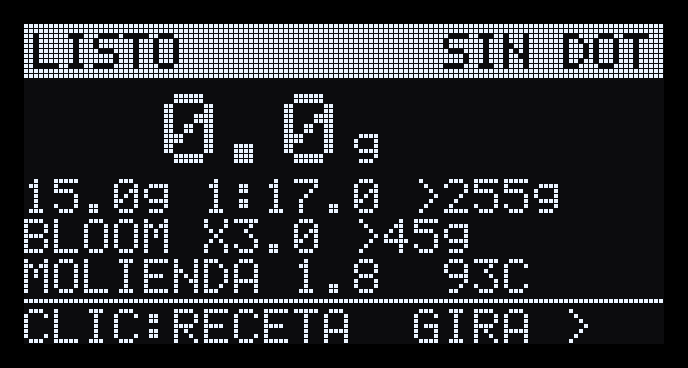 LISTO SIN DOT
0.0g
15.0g 1:17.0 >255g
BLOOM X3.0 >45g
MOLIENDA 1.8 93C
CLIC:RECETA GIRA >